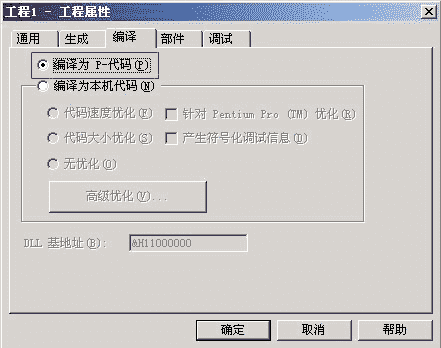 工程1 - 工程属性
通用 生成 编译 部件 调试
编译为 P-代码(P)
编译为本机代码(N)
代码速度优化(F) 针对 Pentium Pro (TM) 优化(R)
代码大小优化(S) 产生符号化调试信息(D)
无优化(O)
高级优化(V)...
DLL 基地址(B): &H11000000
确定 取消 帮助